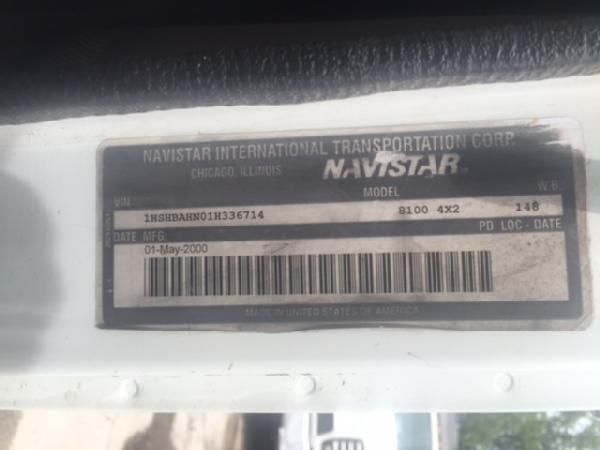 NAVISTAR INTERNATIONAL TRANSPORTATION CORP.
CHICAGO, ILLINOIS NAVISTAR
VIN MODEL W.B.
1HSHBAHN01H336714 8100 4X2 148
DATE MFG. PD LOC - DATE
01-May-2000
MADE IN UNITED STATES OF AMERICA